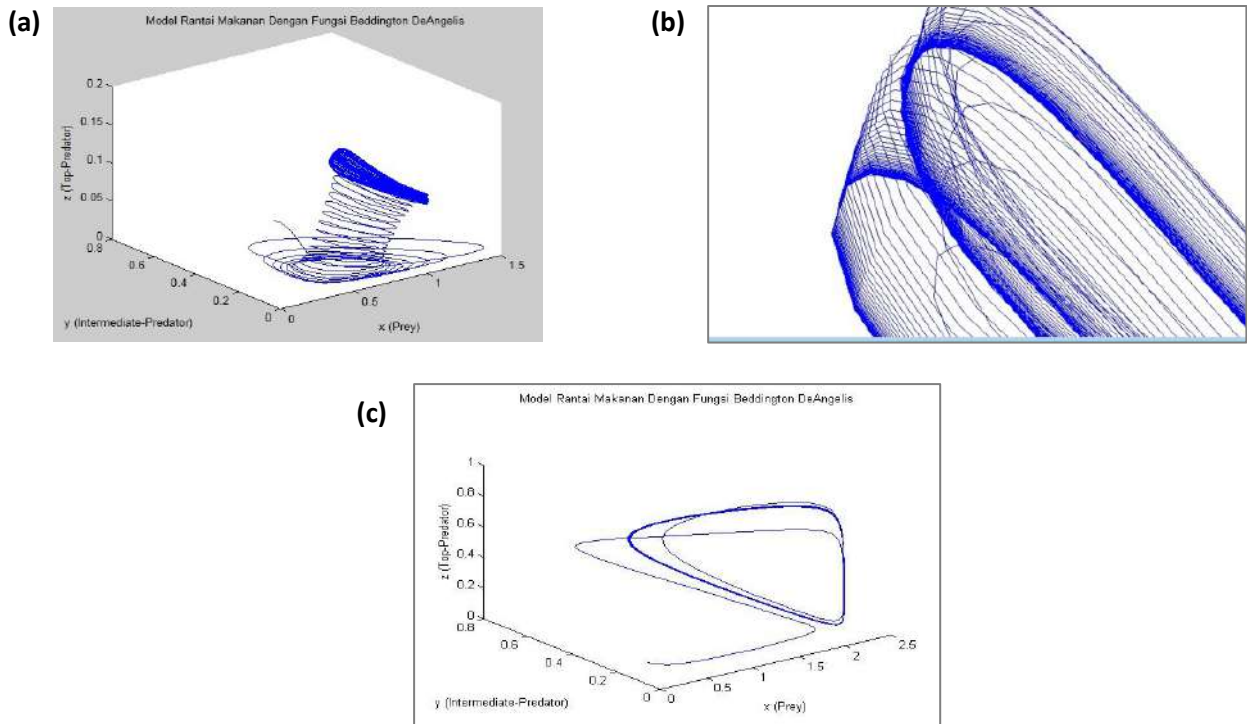 (a)
Model Rantai Makanan Dengan Fungsi Beddington DeAngelis
0.2
0.15
0.1
0.05
0
z (Top-Predator)
0.8
0.6
0.4
0.2
0
y (Intermediate-Predator)
0
0.5
1
1.5
x (Prey)
(b)
(c)
Model Rantai Makanan Dengan Fungsi Beddington DeAngelis
1
0.8
0.6
0.4
0.2
0
z (Top-Predator)
0.8
0.6
0.4
0.2
0
y (Intermediate-Predator)
0
0.5
1
1.5
2
2.5
x (Prey)